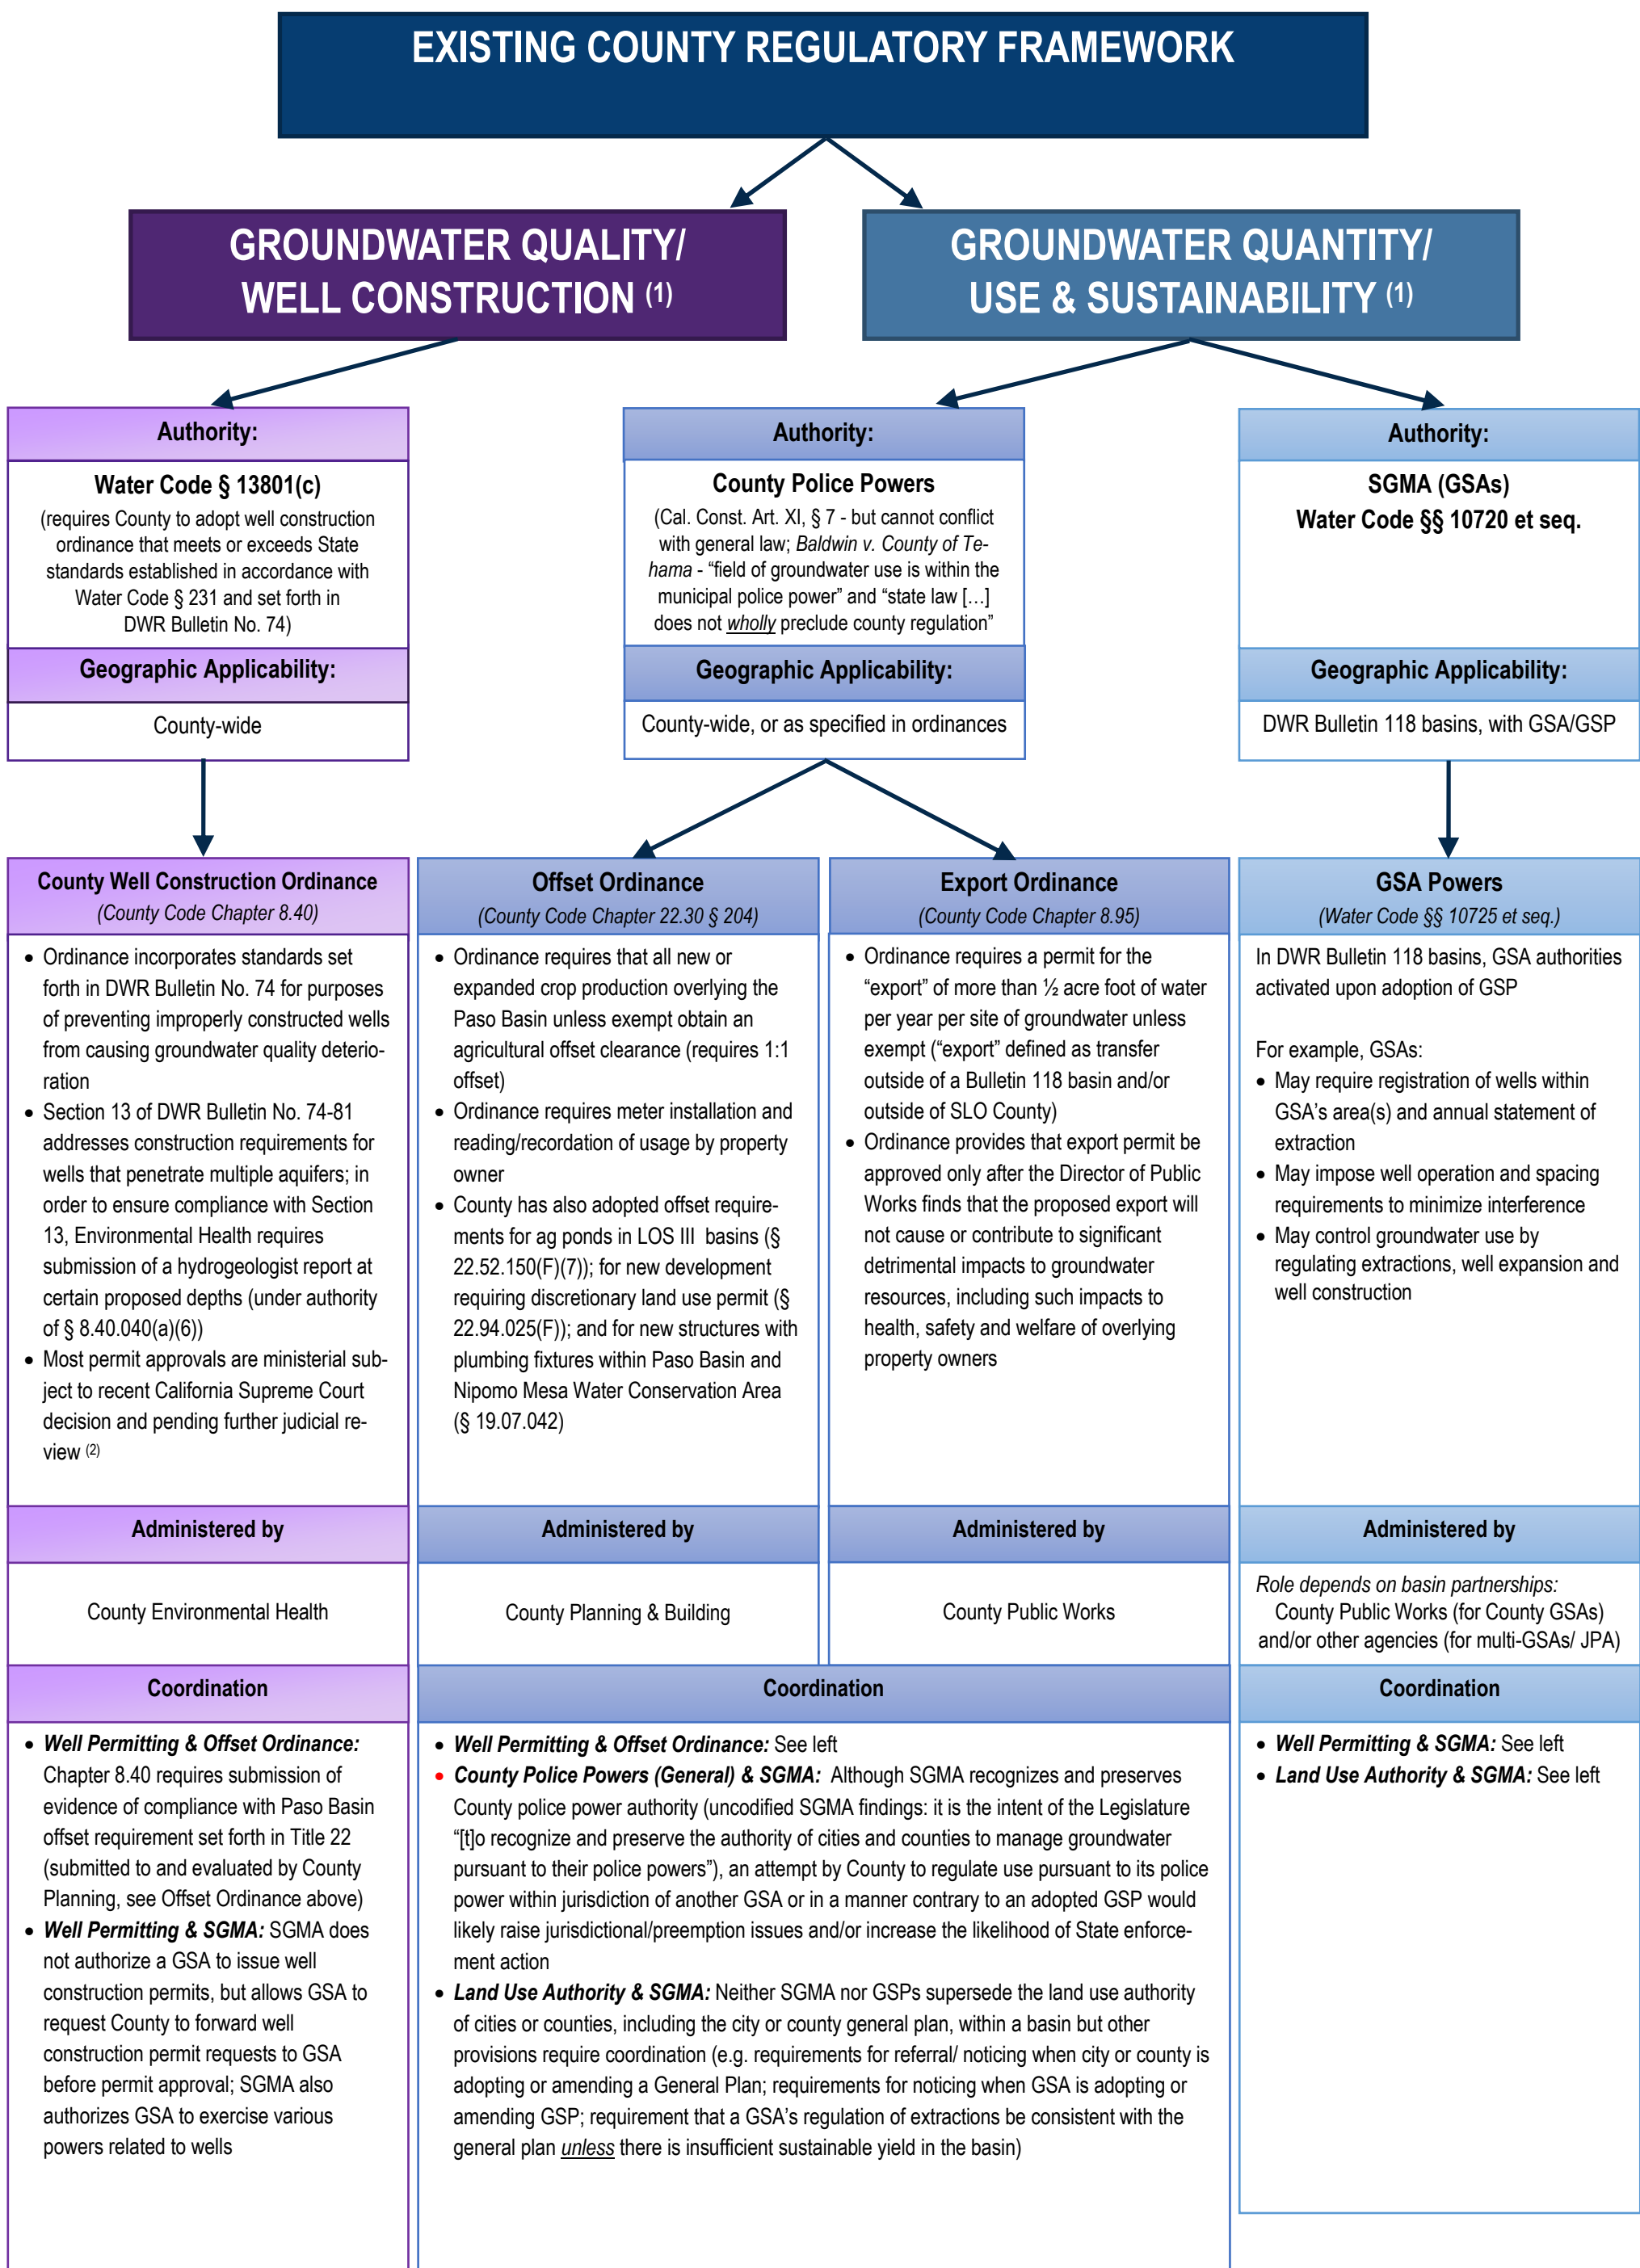 EXISTING COUNTY REGULATORY FRAMEWORK
GROUNDWATER QUALITY/
WELL CONSTRUCTION (1)
GROUNDWATER QUANTITY/
USE & SUSTAINABILITY (1)
Authority:
Water Code § 13801(c)
(requires County to adopt well construction
ordinance that meets or exceeds State
standards established in accordance with
Water Code § 231 and set forth in
DWR Bulletin No. 74)
Geographic Applicability:
County-wide
Authority:
County Police Powers
(Cal. Const. Art. XI, § 7 - but cannot conflict
with general law; Baldwin v. County of Te-
hama - “field of groundwater use is within the
municipal police power” and “state law […]
does not wholly preclude county regulation”
Geographic Applicability:
County-wide, or as specified in ordinances
Authority:
SGMA (GSAs)
Water Code §§ 10720 et seq.
Geographic Applicability:
DWR Bulletin 118 basins, with GSA/GSP
County Well Construction Ordinance
(County Code Chapter 8.40)
• Ordinance incorporates standards set
forth in DWR Bulletin No. 74 for purposes
of preventing improperly constructed wells
from causing groundwater quality deterio-
ration
• Section 13 of DWR Bulletin No. 74-81
addresses construction requirements for
wells that penetrate multiple aquifers; in
order to ensure compliance with Section
13, Environmental Health requires
submission of a hydrogeologist report at
certain proposed depths (under authority
of § 8.40.040(a)(6))
• Most permit approvals are ministerial sub-
ject to recent California Supreme Court
decision and pending further judicial re-
view (2)
Administered by
County Environmental Health
Coordination
• Well Permitting & Offset Ordinance:
Chapter 8.40 requires submission of
evidence of compliance with Paso Basin
offset requirement set forth in Title 22
(submitted to and evaluated by County
Planning, see Offset Ordinance above)
• Well Permitting & SGMA: SGMA does
not authorize a GSA to issue well
construction permits, but allows GSA to
request County to forward well
construction permit requests to GSA
before permit approval; SGMA also
authorizes GSA to exercise various
powers related to wells
Offset Ordinance
(County Code Chapter 22.30 § 204)
• Ordinance requires that all new or
expanded crop production overlying the
Paso Basin unless exempt obtain an
agricultural offset clearance (requires 1:1
offset)
• Ordinance requires meter installation and
reading/recordation of usage by property
owner
• County has also adopted offset require-
ments for ag ponds in LOS III basins (§
22.52.150(F)(7)); for new development
requiring discretionary land use permit (§
22.94.025(F)); and for new structures with
plumbing fixtures within Paso Basin and
Nipomo Mesa Water Conservation Area
(§ 19.07.042)
Administered by
County Planning & Building
Export Ordinance
(County Code Chapter 8.95)
• Ordinance requires a permit for the
“export” of more than ½ acre foot of water
per year per site of groundwater unless
exempt (“export” defined as transfer
outside of a Bulletin 118 basin and/or
outside of SLO County)
• Ordinance provides that export permit be
approved only after the Director of Public
Works finds that the proposed export will
not cause or contribute to significant
detrimental impacts to groundwater
resources, including such impacts to
health, safety and welfare of overlying
property owners
Administered by
County Public Works
Coordination
• Well Permitting & Offset Ordinance: See left
• County Police Powers (General) & SGMA: Although SGMA recognizes and preserves
County police power authority (uncodified SGMA findings: it is the intent of the Legislature
“[t]o recognize and preserve the authority of cities and counties to manage groundwater
pursuant to their police powers”), an attempt by County to regulate use pursuant to its police
power within jurisdiction of another GSA or in a manner contrary to an adopted GSP would
likely raise jurisdictional/preemption issues and/or increase the likelihood of State enforce-
ment action
• Land Use Authority & SGMA: Neither SGMA nor GSPs supersede the land use authority
of cities or counties, including the city or county general plan, within a basin but other
provisions require coordination (e.g. requirements for referral/ noticing when city or county is
adopting or amending a General Plan; requirements for noticing when GSA is adopting or
amending GSP; requirement that a GSA’s regulation of extractions be consistent with the
general plan unless there is insufficient sustainable yield in the basin)
GSA Powers
(Water Code §§ 10725 et seq.)
In DWR Bulletin 118 basins, GSA authorities
activated upon adoption of GSP
For example, GSAs:
• May require registration of wells within
GSA’s area(s) and annual statement of
extraction
• May impose well operation and spacing
requirements to minimize interference
• May control groundwater use by
regulating extractions, well expansion and
well construction
Administered by
Role depends on basin partnerships:
County Public Works (for County GSAs)
and/or other agencies (for multi-GSAs/ JPA)
Coordination
• Well Permitting & SGMA: See left
• Land Use Authority & SGMA: See left